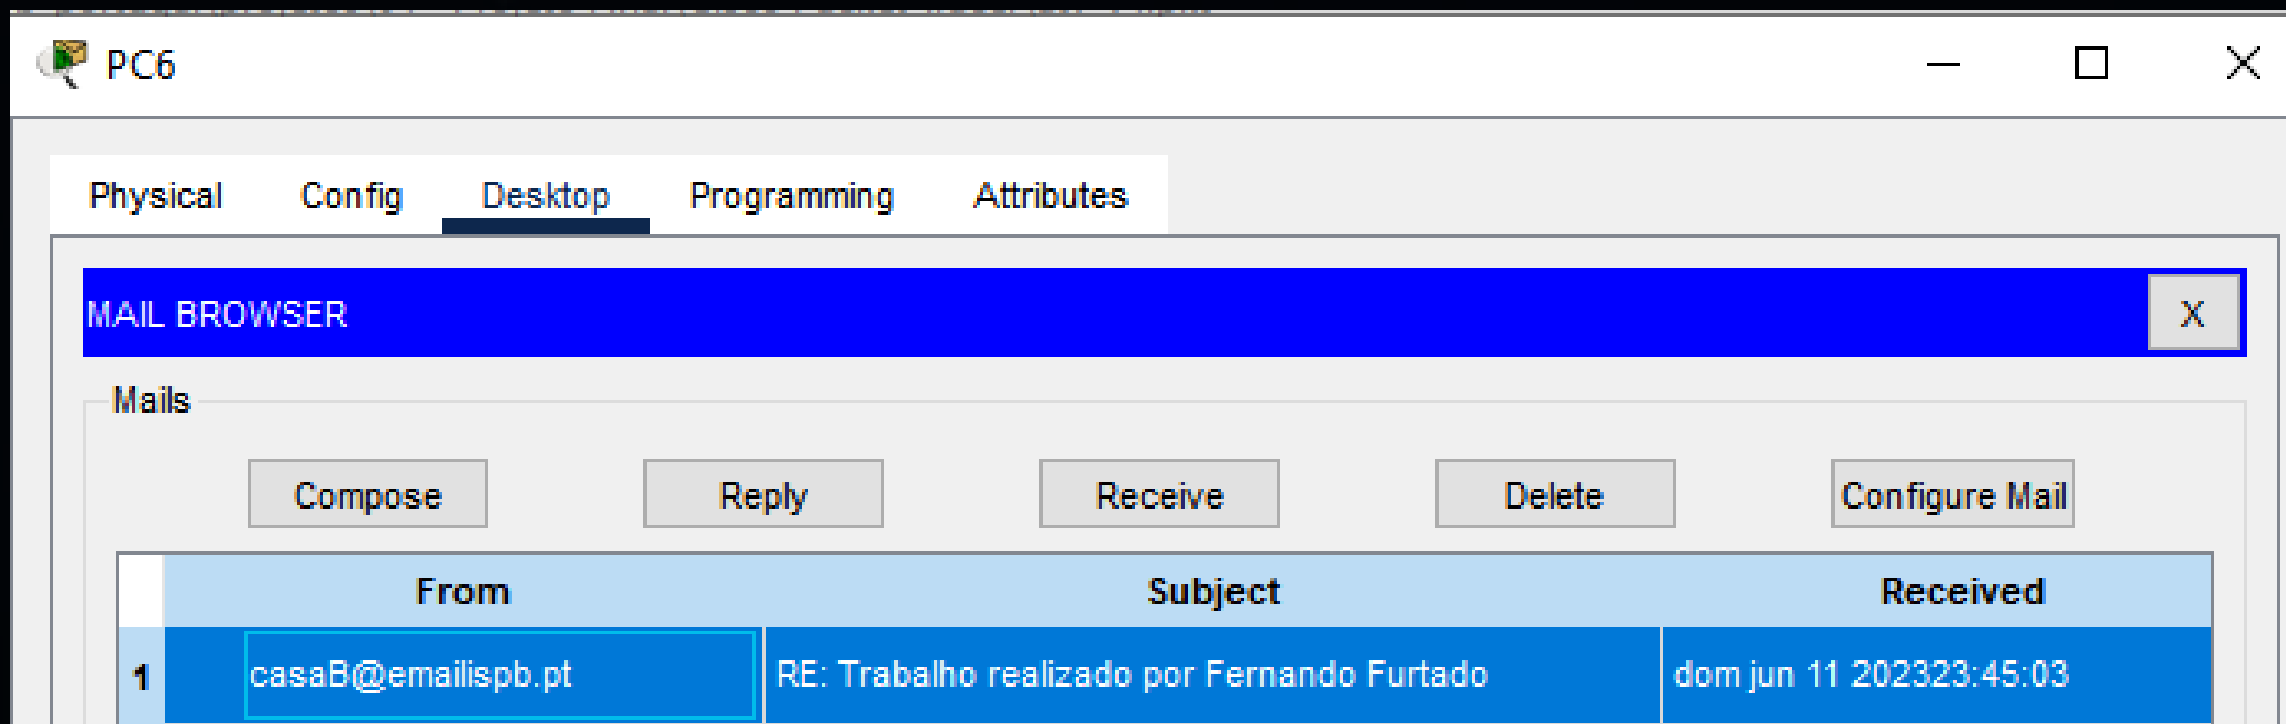 PC6
Physical Config Desktop Programming Attributes
MAIL BROWSER X
Mails
Compose Reply Receive Delete Configure Mail
From Subject Received
1 casaB@emailispb.pt RE: Trabalho realizado por Fernando Furtado dom jun 11 202323:45:03